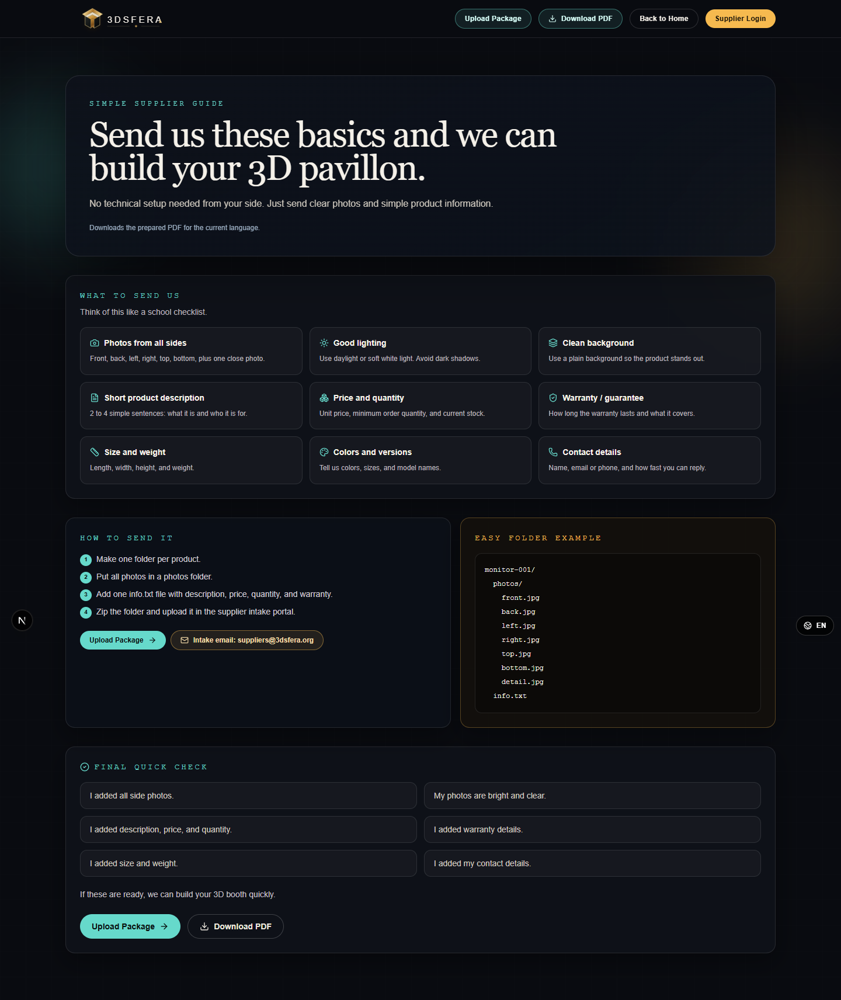 3DSFERA
Upload Package
Download PDF
Back to Home
Supplier Login
SIMPLE SUPPLIER GUIDE
Send us these basics and we can
build your 3D pavillon.
No technical setup needed from your side. Just send clear photos and simple product information.
Downloads the prepared PDF for the current language.
WHAT TO SEND US
Think of this like a school checklist.
Photos from all sides
Front, back, left, right, top, bottom, plus one close photo.
Good lighting
Use daylight or soft white light. Avoid dark shadows.
Clean background
Use a plain background so the product stands out.
Short product description
2 to 4 simple sentences: what it is and who it is for.
Price and quantity
Unit price, minimum order quantity, and current stock.
Warranty / guarantee
How long the warranty lasts and what it covers.
Size and weight
Length, width, height, and weight.
Colors and versions
Tell us colors, sizes, and model names.
Contact details
Name, email or phone, and how fast you can reply.
HOW TO SEND IT
1 Make one folder per product.
2 Put all photos in a photos folder.
3 Add one info.txt file with description, price, quantity, and warranty.
4 Zip the folder and upload it in the supplier intake portal.
Upload Package
Intake email: suppliers@3dsfera.org
EASY FOLDER EXAMPLE
monitor-001/
photos/
front.jpg
back.jpg
left.jpg
right.jpg
top.jpg
bottom.jpg
detail.jpg
info.txt
N
EN
FINAL QUICK CHECK
I added all side photos.
My photos are bright and clear.
I added description, price, and quantity.
I added warranty details.
I added size and weight.
I added my contact details.
If these are ready, we can build your 3D booth quickly.
Upload Package
Download PDF